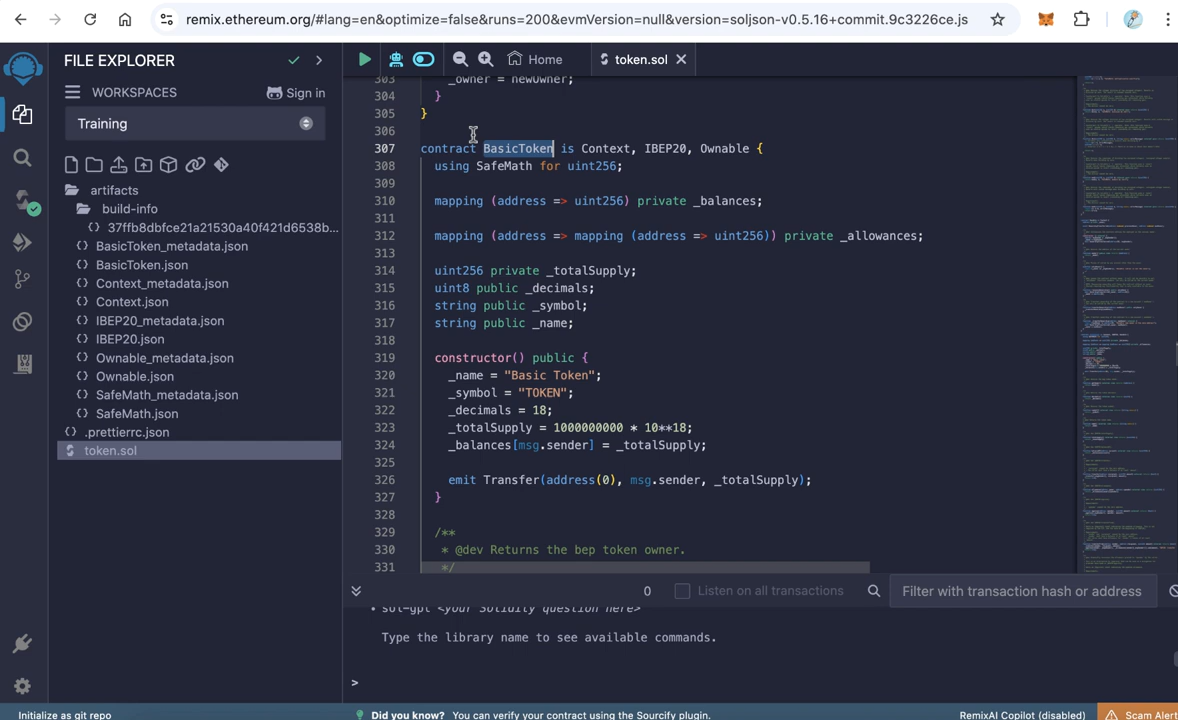 remix.ethereum.org/#lang=en&optimize=false&runs=200&evmVersion=null&version=soljson-v0.5.16+commit.9c3226ce.js
FILE EXPLORER
WORKSPACES
Sign in
Training
artifacts
build-info
{} 37ffb8dbfce21a21530a40f421d6538b...
{} BasicToken_metadata.json
{} BasicToken.json
{} Context_metadata.json
{} Context.json
{} IBEP20_metadata.json
{} IBEP20.json
{} Ownable_metadata.json
{} Ownable.json
{} SafeMath_metadata.json
{} SafeMath.json
{} .prettierrc.json
token.sol
Home
token.sol
303 _owner = newOwner;
304 }
305 }
306
307 contract BasicToken is Context, IBEP20, Ownable {
308 using SafeMath for uint256;
309
310 mapping (address => uint256) private _balances;
311
312 mapping (address => mapping (address => uint256)) private _allowances;
313
314 uint256 private _totalSupply;
315 uint8 public _decimals;
316 string public _symbol;
317 string public _name;
318
319 constructor() public {
320 _name = "Basic Token";
321 _symbol = "TOKEN";
322 _decimals = 18;
323 _totalSupply = 1000000000 * 10**18;
324 _balances[msg.sender] = _totalSupply;
325
326 emit Transfer(address(0), msg.sender, _totalSupply);
327 }
328
329 /**
330 * @dev Returns the bep token owner.
331 */
0
Listen on all transactions
Filter with transaction hash or address
• sol-gpt <your Solidity question here>
Type the library name to see available commands.
>
Initialize as git repo
Did you know? You can verify your contract using the Sourcify plugin.
RemixAI Copilot (disabled)
Scam Alert